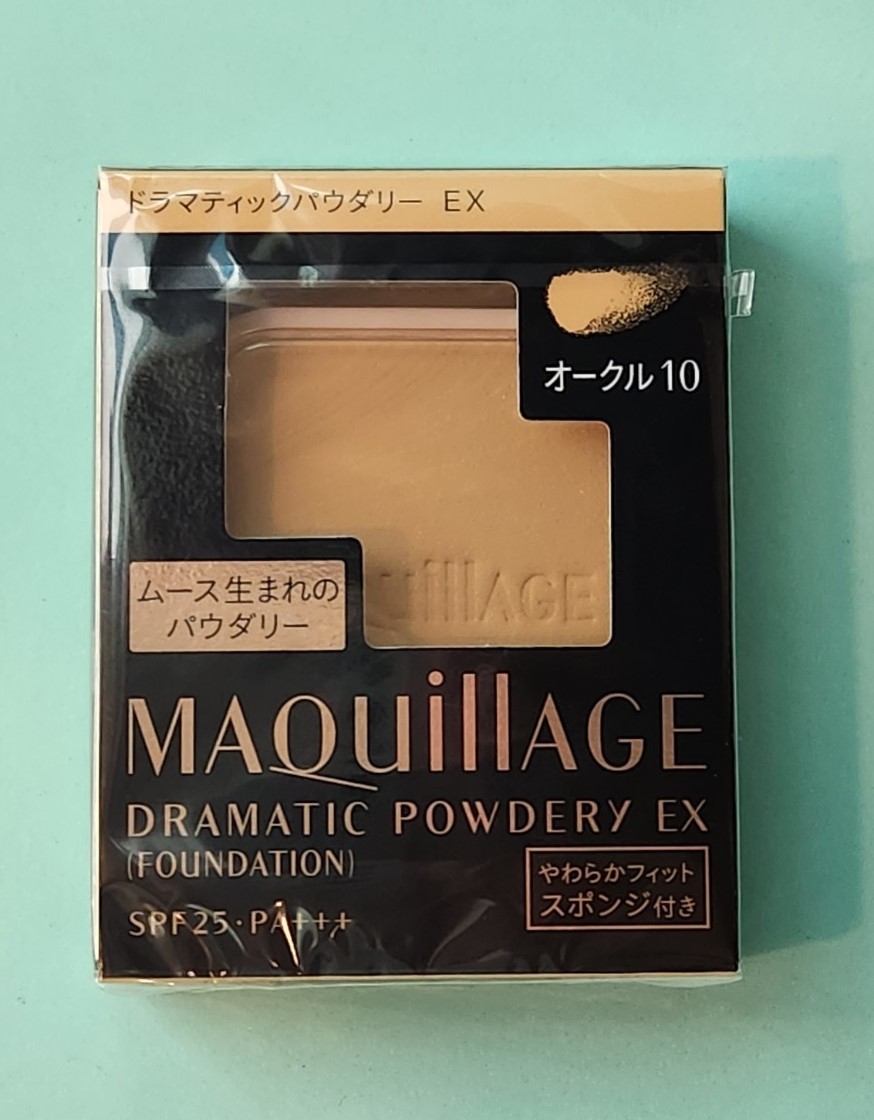 ドラマティックパウダリー EX
オークル10
uillAGE
ムース生まれの
パウダリー
MAQuillAGE
DRAMATIC POWDERY EX
(FOUNDATION)
やわらかフィット
スポンジ付き
SPF25・PA+++